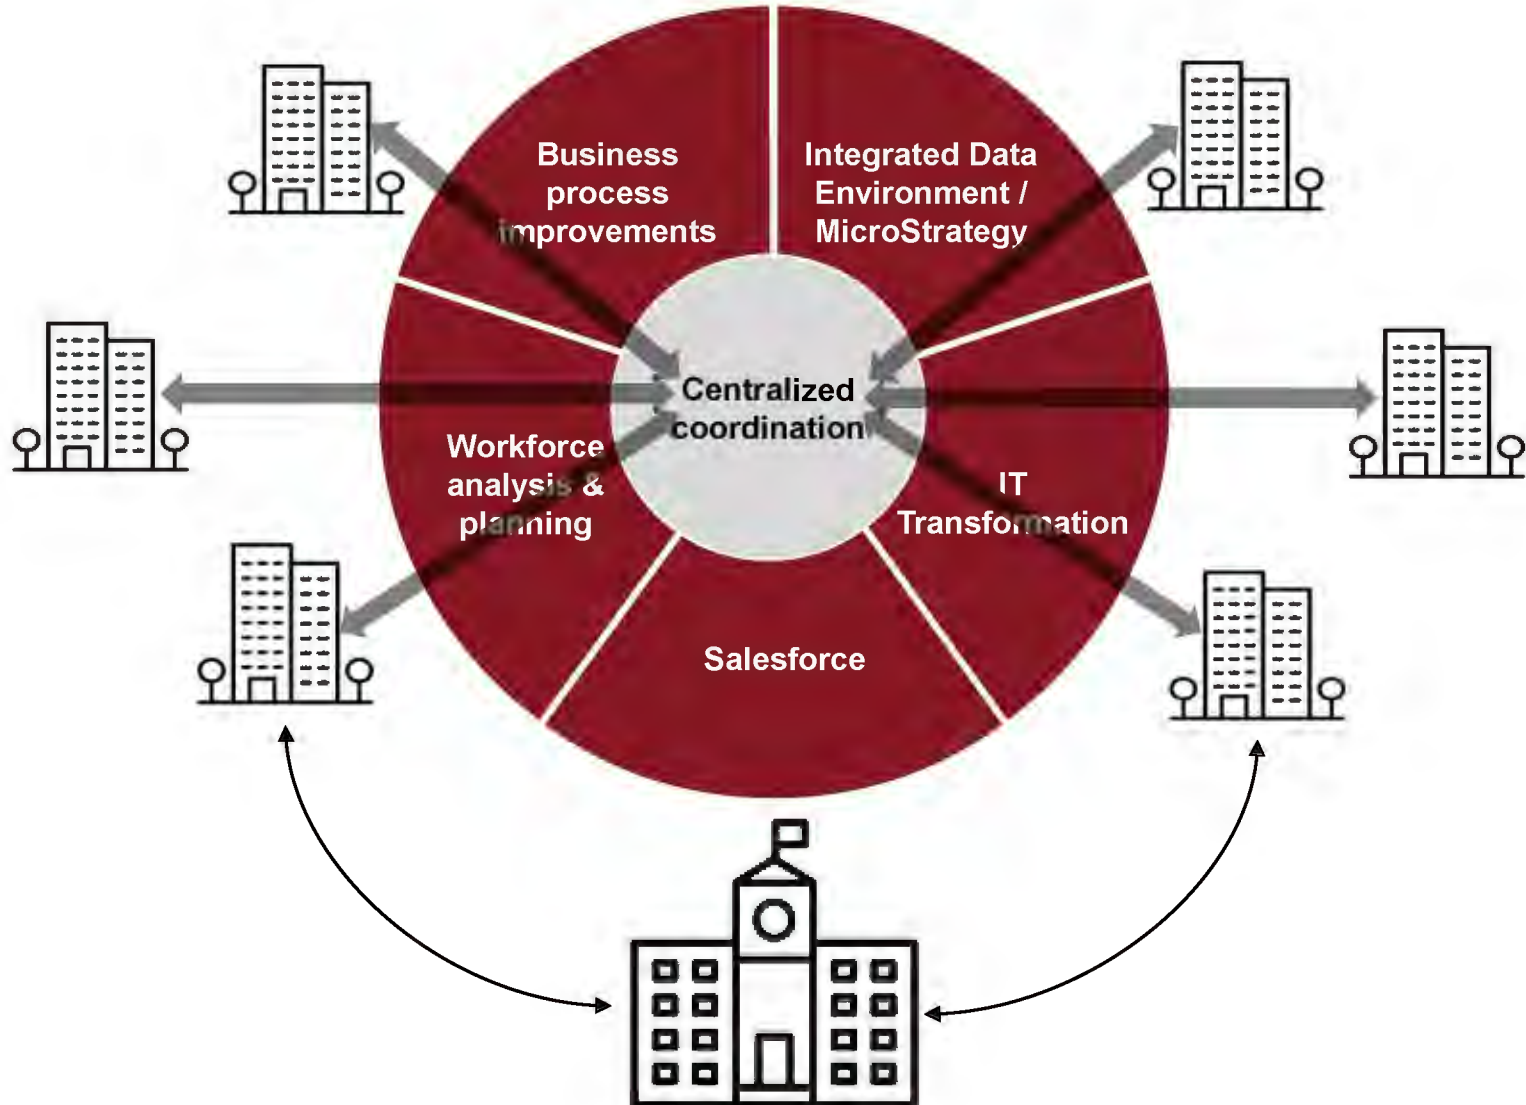 Business
process
improvements
Integrated Data
Environment /
MicroStrategy
Centralized
coordination
Workforce
analysis &
planning
IT
Transformation
Salesforce